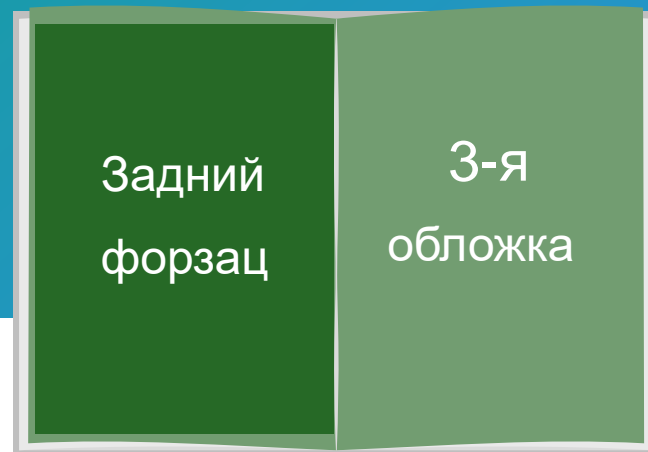 Задний
форзац
3-я
обложка